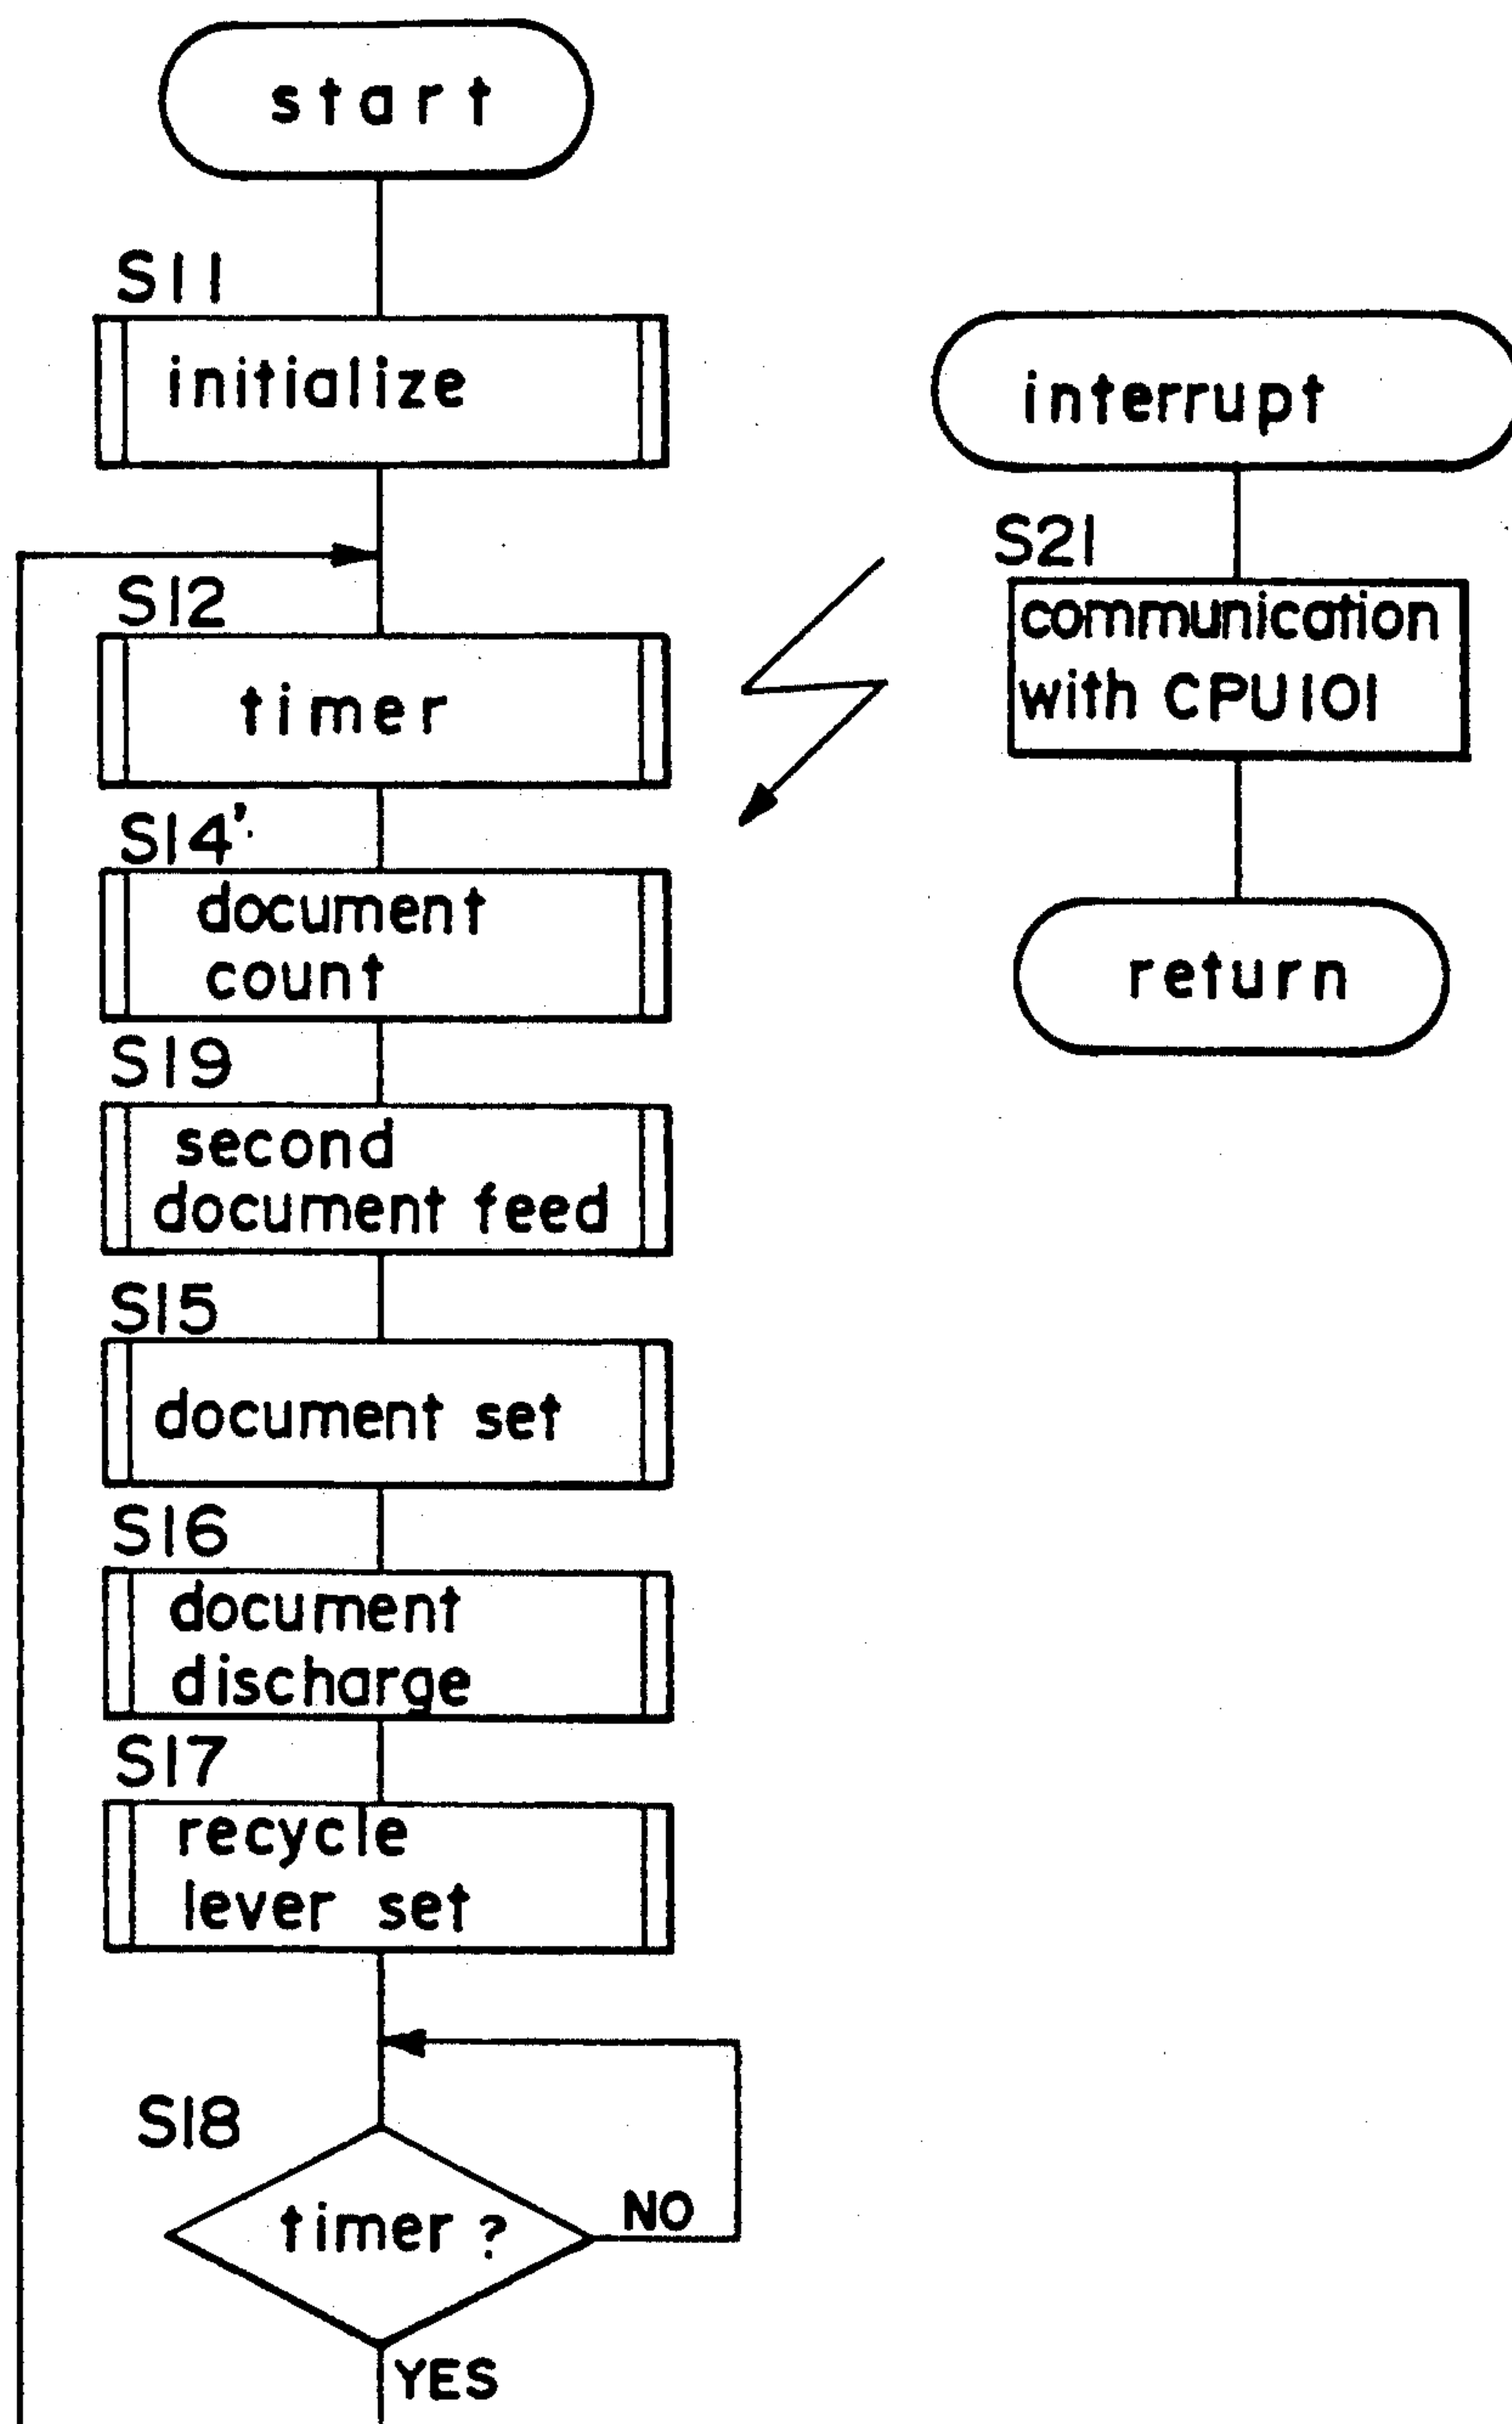 start
S11
initialize
S12
timer
S14'
document
count
S19
second
document feed
S15
document set
S16
document
discharge
S17
recycle
lever set
S18
timer ?
NO
YES
interrupt
S21
communication
with CPU101
return